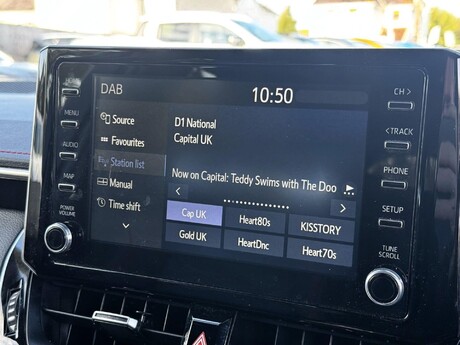 DAB
10:50
CH >
MENU
AUDIO
MAP
POWER
VOLUME
< TRACK
PHONE
SETUP
TUNE
SCROLL
Source
Favourites
Station list
Manual
Time shift
D1 National
Capital UK
Now on Capital: Teddy Swims with The Doo
Cap UK Heart80s KISSTORY
Gold UK HeartDnc Heart70s